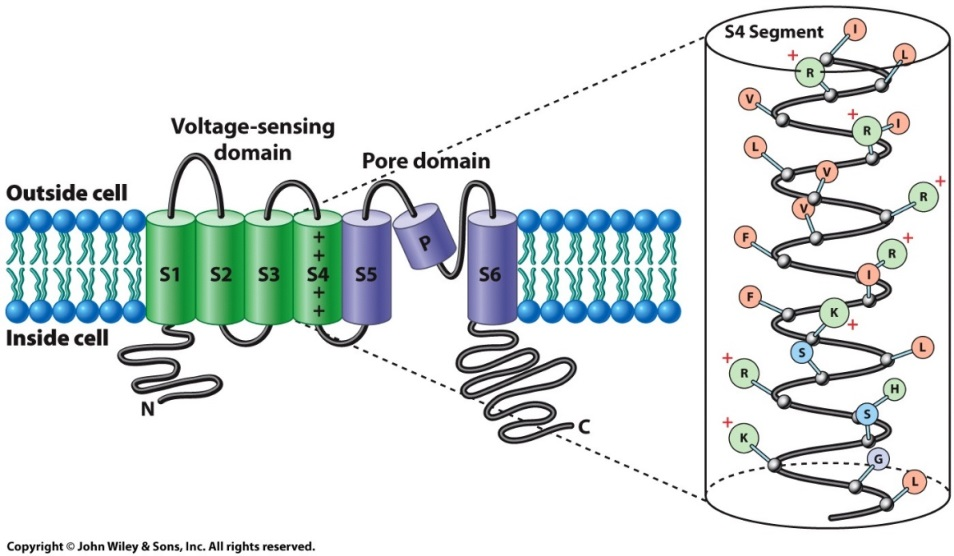 S4 Segment
I
L
+
R
V
+
R
I
L
V
+
R
V
F
+
R
I
F
K
+
S
L
+
R
H
S
+
K
G
L
Voltage-sensing
domain
Pore domain
Outside cell
S1
S2
S3
S4
+
+
+
+
S5
P
S6
Inside cell
N
C
Copyright © John Wiley & Sons, Inc. All rights reserved.